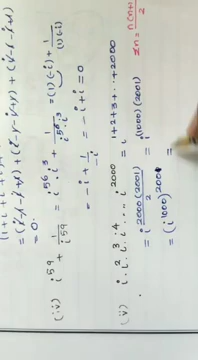 = (i - i - i + i) + (i - i - i + i) + (i - i - i + i)
= 0.
(iv) i^59 + 1/i^59 = i^56 . i^3 + 1/(i^56 . i^3) = (1)(-i) + 1/((1)(-i))
= -i + 1/-i = -i + i = 0
(v) i . i^2 . i^3 . i^4 ..... i^2000 = i^(1+2+3+...+2000)
Σn = n(n+1)/2
= i^(2000(2001)/2) = i^((1000)(2001))
= (i^1000)^2001 =